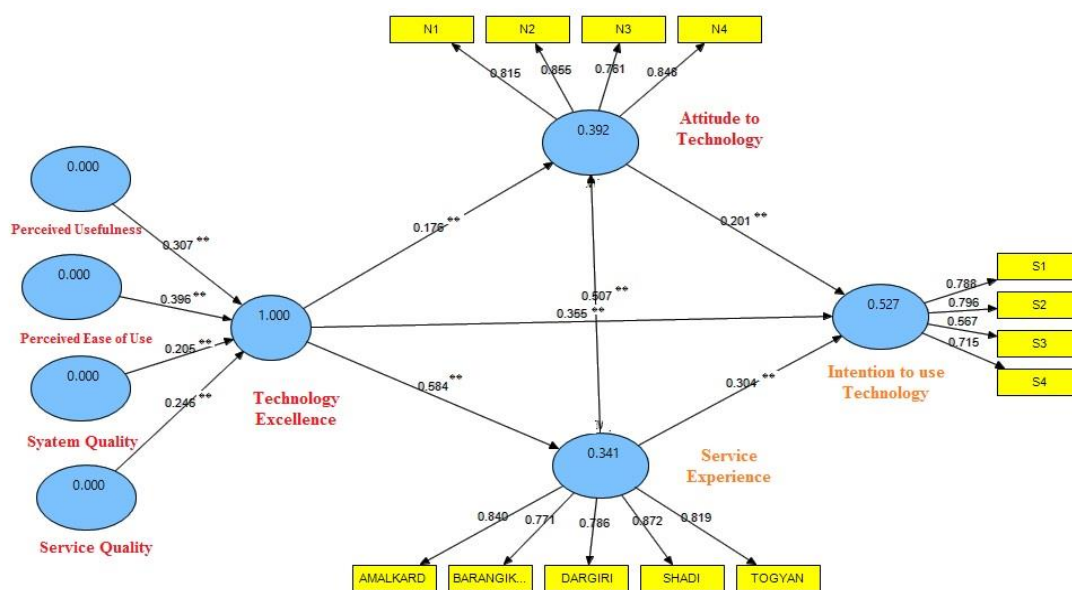 N1
N2
N3
N4
0.815
0.855
0.761
0.846
0.392
Attitude to
Technology
0.000
Perceived Usefulness
0.307 **
0.176 **
0.201 **
0.000
0.396 **
Perceived Ease of Use
1.000
0.507 **
0.355 **
0.527
0.788
S1
0.796
S2
0.567
S3
0.715
S4
0.205 **
0.000
0.246 **
Syatem Quality
Technology
Excellence
0.584 **
0.304 **
Intention to use
Technology
0.000
Service Quality
0.341
Service
Experience
0.840
0.771
0.786
0.872
0.819
AMALKARD
BARANGIK...
DARGIRI
SHADI
TOGYAN